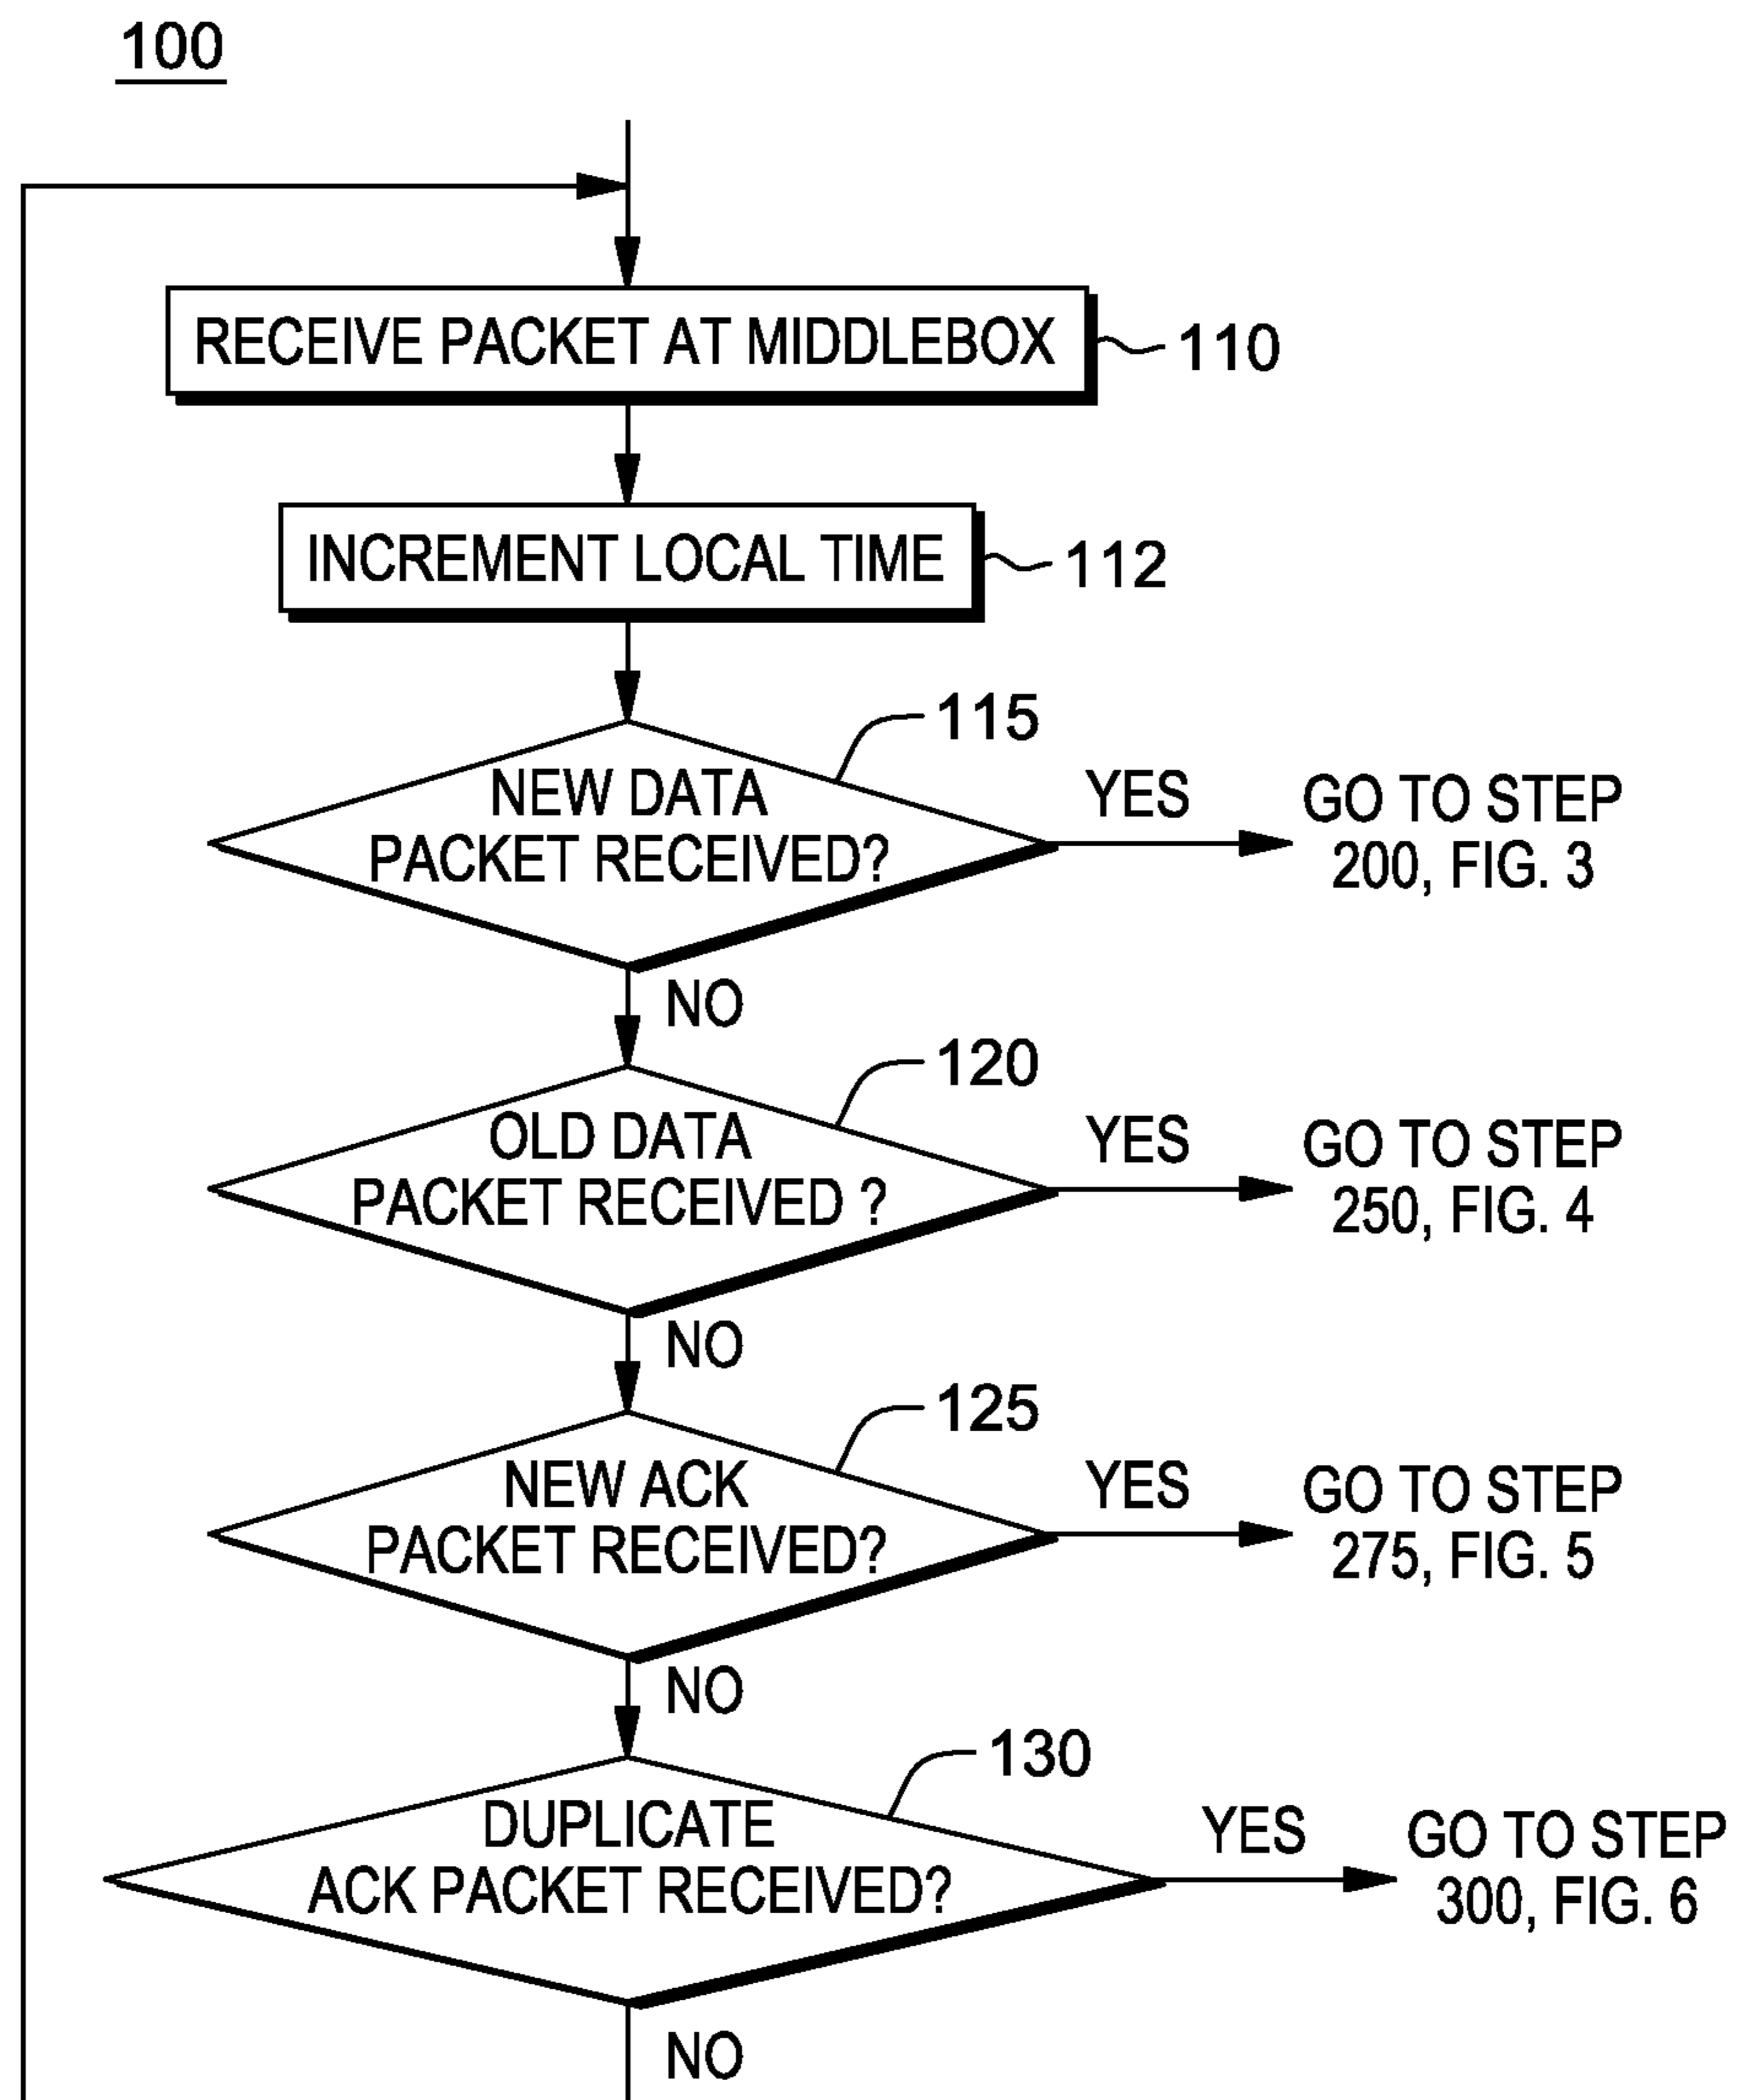 100
RECEIVE PACKET AT MIDDLEBOX
110
INCREMENT LOCAL TIME
112
115
NEW DATA
PACKET RECEIVED?
YES
GO TO STEP
200, FIG. 3
NO
120
OLD DATA
PACKET RECEIVED ?
YES
GO TO STEP
250, FIG. 4
NO
125
NEW ACK
PACKET RECEIVED?
YES
GO TO STEP
275, FIG. 5
NO
130
DUPLICATE
ACK PACKET RECEIVED?
YES
GO TO STEP
300, FIG. 6
NO